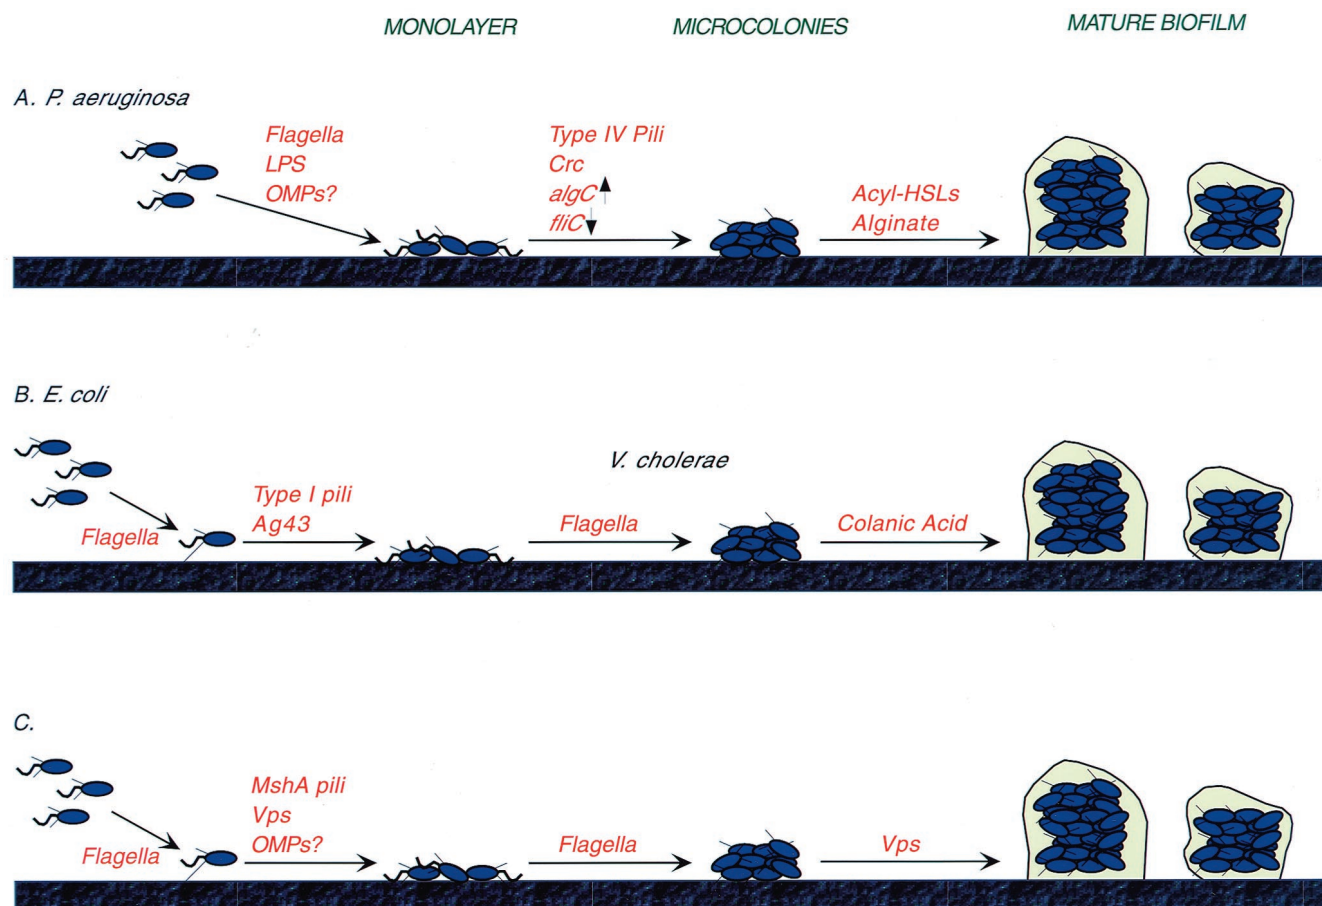 MONOLAYER
MICROCOLONIES
MATURE BIOFILM
A. P. aeruginosa
Flagella
LPS
OMPs?
Type IV Pili
Crc
algC
fliC
Acyl-HSLs
Alginate
B. E. coli
V. cholerae
Flagella
Type I pili
Ag43
Flagella
Colanic Acid
C.
Flagella
MshA pili
Vps
OMPs?
Flagella
Vps